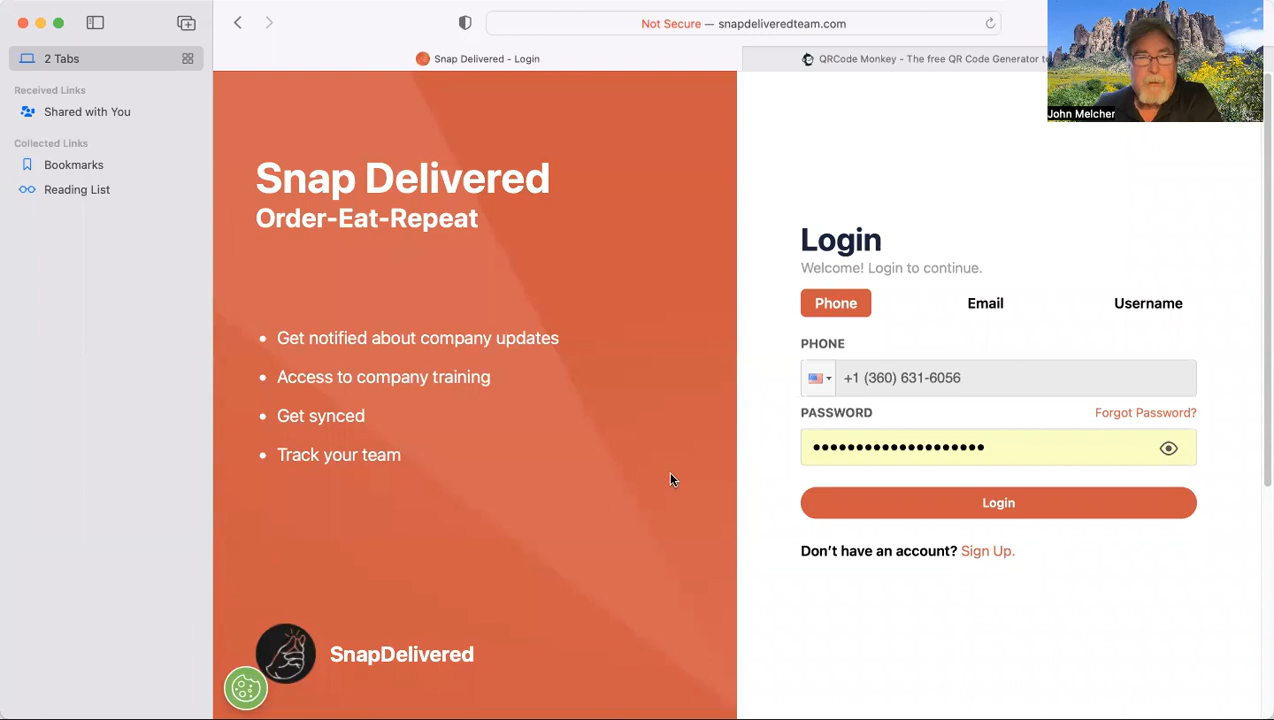 Not Secure — snapdeliveredteam.com
2 Tabs
Snap Delivered - Login
QRCode Monkey - The free QR Code Generator to
John Melcher
Received Links
Shared with You
Collected Links
Bookmarks
Reading List
Snap Delivered
Order-Eat-Repeat
• Get notified about company updates
• Access to company training
• Get synced
• Track your team
SnapDelivered
Login
Welcome! Login to continue.
Phone Email Username
PHONE
+1 (360) 631-6056
PASSWORD Forgot Password?
••••••••••••••••••••
Login
Don't have an account? Sign Up.